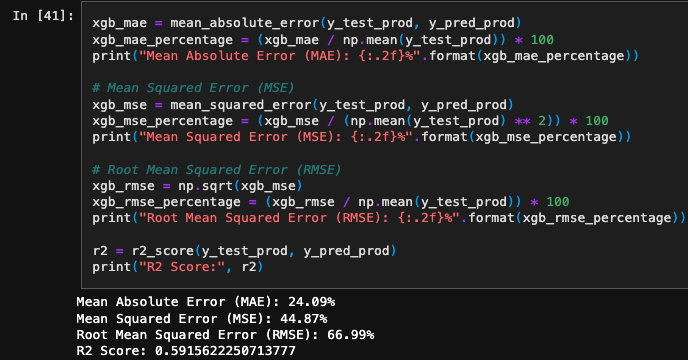 In [41]:
xgb_mae = mean_absolute_error(y_test_prod, y_pred_prod)
xgb_mae_percentage = (xgb_mae / np.mean(y_test_prod)) * 100
print("Mean Absolute Error (MAE): {:.2f}%".format(xgb_mae_percentage))
# Mean Squared Error (MSE)
xgb_mse = mean_squared_error(y_test_prod, y_pred_prod)
xgb_mse_percentage = (xgb_mse / (np.mean(y_test_prod) ** 2)) * 100
print("Mean Squared Error (MSE): {:.2f}%".format(xgb_mse_percentage))
# Root Mean Squared Error (RMSE)
xgb_rmse = np.sqrt(xgb_mse)
xgb_rmse_percentage = (xgb_rmse / np.mean(y_test_prod)) * 100
print("Root Mean Squared Error (RMSE): {:.2f}%".format(xgb_rmse_percentage))
r2 = r2_score(y_test_prod, y_pred_prod)
print("R2 Score:", r2)
Mean Absolute Error (MAE): 24.09%
Mean Squared Error (MSE): 44.87%
Root Mean Squared Error (RMSE): 66.99%
R2 Score: 0.5915622250713777